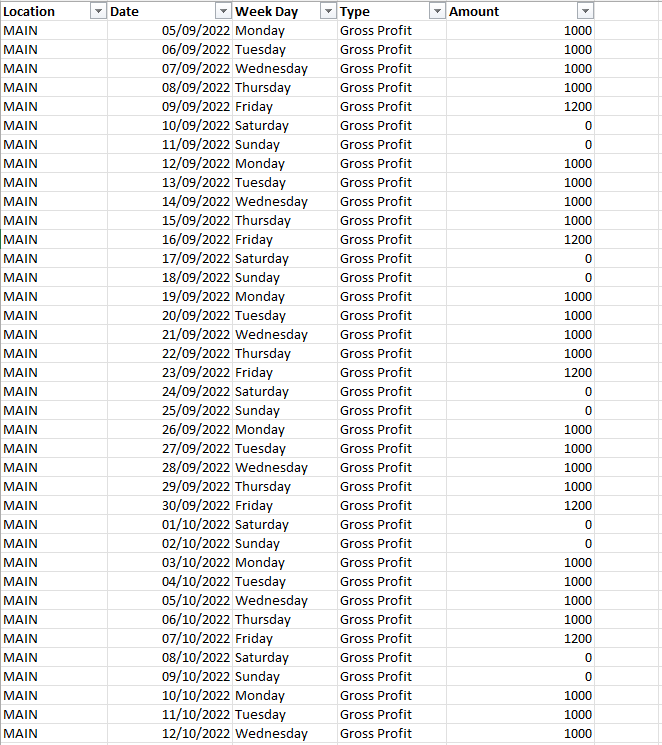 Location Date Week Day Type Amount
MAIN 05/09/2022 Monday Gross Profit 1000
MAIN 06/09/2022 Tuesday Gross Profit 1000
MAIN 07/09/2022 Wednesday Gross Profit 1000
MAIN 08/09/2022 Thursday Gross Profit 1000
MAIN 09/09/2022 Friday Gross Profit 1200
MAIN 10/09/2022 Saturday Gross Profit 0
MAIN 11/09/2022 Sunday Gross Profit 0
MAIN 12/09/2022 Monday Gross Profit 1000
MAIN 13/09/2022 Tuesday Gross Profit 1000
MAIN 14/09/2022 Wednesday Gross Profit 1000
MAIN 15/09/2022 Thursday Gross Profit 1000
MAIN 16/09/2022 Friday Gross Profit 1200
MAIN 17/09/2022 Saturday Gross Profit 0
MAIN 18/09/2022 Sunday Gross Profit 0
MAIN 19/09/2022 Monday Gross Profit 1000
MAIN 20/09/2022 Tuesday Gross Profit 1000
MAIN 21/09/2022 Wednesday Gross Profit 1000
MAIN 22/09/2022 Thursday Gross Profit 1000
MAIN 23/09/2022 Friday Gross Profit 1200
MAIN 24/09/2022 Saturday Gross Profit 0
MAIN 25/09/2022 Sunday Gross Profit 0
MAIN 26/09/2022 Monday Gross Profit 1000
MAIN 27/09/2022 Tuesday Gross Profit 1000
MAIN 28/09/2022 Wednesday Gross Profit 1000
MAIN 29/09/2022 Thursday Gross Profit 1000
MAIN 30/09/2022 Friday Gross Profit 1200
MAIN 01/10/2022 Saturday Gross Profit 0
MAIN 02/10/2022 Sunday Gross Profit 0
MAIN 03/10/2022 Monday Gross Profit 1000
MAIN 04/10/2022 Tuesday Gross Profit 1000
MAIN 05/10/2022 Wednesday Gross Profit 1000
MAIN 06/10/2022 Thursday Gross Profit 1000
MAIN 07/10/2022 Friday Gross Profit 1200
MAIN 08/10/2022 Saturday Gross Profit 0
MAIN 09/10/2022 Sunday Gross Profit 0
MAIN 10/10/2022 Monday Gross Profit 1000
MAIN 11/10/2022 Tuesday Gross Profit 1000
MAIN 12/10/2022 Wednesday Gross Profit 1000